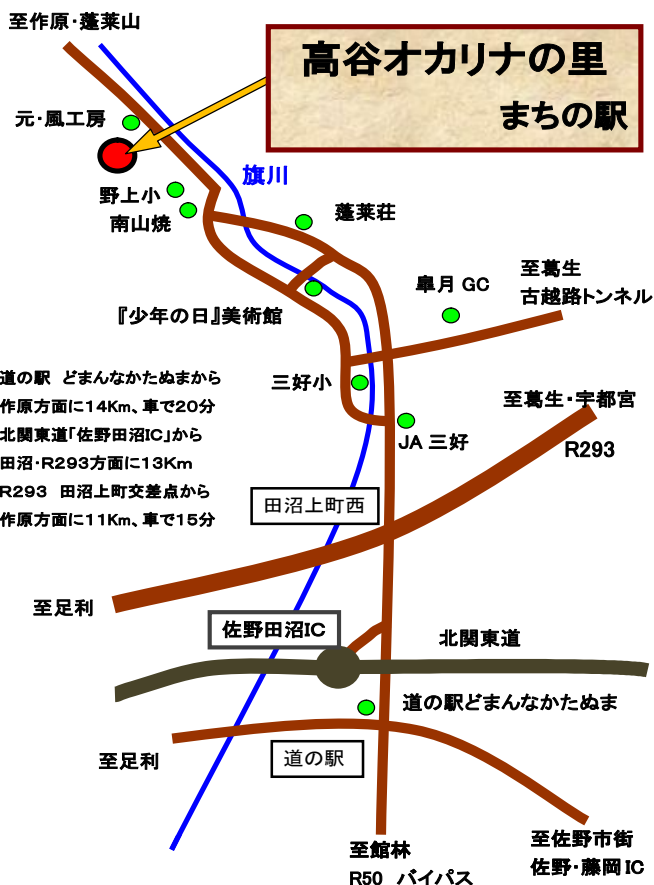 至作原・蓬莱山
高谷オカリナの里
まちの駅
元・風工房
旗川
野上小
南山焼
蓬莱荘
皐月GC
至葛生
古越路トンネル
『少年の日』美術館
道の駅 どまんなかたぬまから
作原方面に14Km、車で20分
北関東道「佐野田沼IC」から
田沼・R293方面に13Km
R293 田沼上町交差点から
作原方面に11Km、車で15分
三好小
至葛生・宇都宮
JA 三好
R293
田沼上町西
至足利
佐野田沼IC
北関東道
道の駅どまんなかたぬま
至足利
道の駅
至館林
R50 バイパス
至佐野市街
佐野・藤岡IC